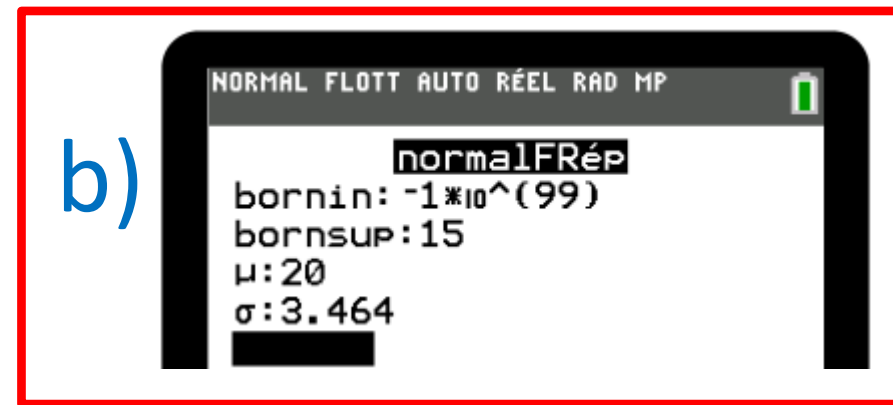 b)
NORMAL FLOTT AUTO RÉEL RAD MP
normalFRép
bornin:-1*10^(99)
bornsup:15
μ:20
σ:3.464